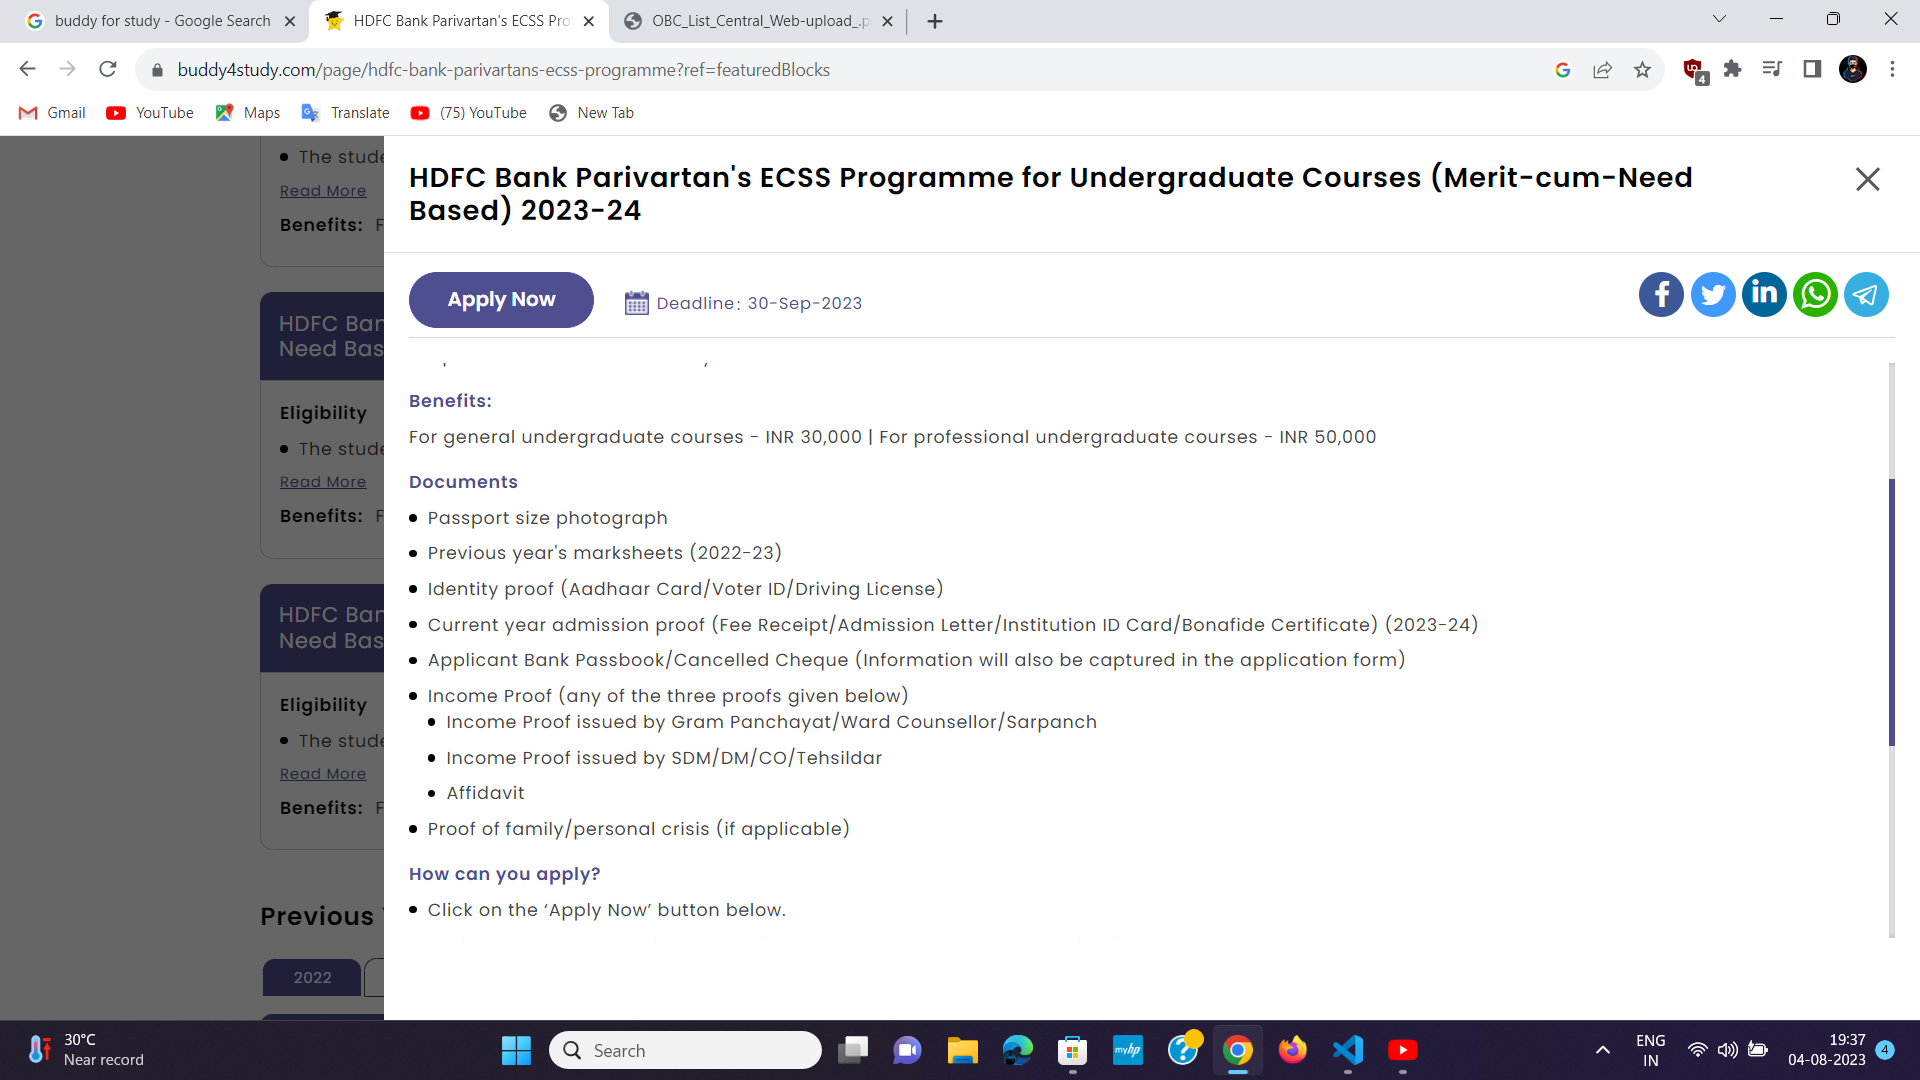 buddy for study - Google Search
HDFC Bank Parivartan's ECSS Pro
OBC_List_Central_Web-upload_.p
buddy4study.com/page/hdfc-bank-parivartans-ecss-programme?ref=featuredBlocks
4
Gmail
YouTube
Maps
Translate
(75) YouTube
New Tab
The stude
Read More
Benefits: F
HDFC Ban
Need Bas
Eligibility
The stude
Read More
Benefits: F
HDFC Ban
Need Bas
Eligibility
The stude
Read More
Benefits: F
Previous
2022
HDFC Bank Parivartan's ECSS Programme for Undergraduate Courses (Merit-cum-Need
Based) 2023-24
Apply Now
Deadline: 30-Sep-2023
Benefits:
For general undergraduate courses - INR 30,000 | For professional undergraduate courses - INR 50,000
Documents
Passport size photograph
Previous year's marksheets (2022-23)
Identity proof (Aadhaar Card/Voter ID/Driving License)
Current year admission proof (Fee Receipt/Admission Letter/Institution ID Card/Bonafide Certificate) (2023-24)
Applicant Bank Passbook/Cancelled Cheque (Information will also be captured in the application form)
Income Proof (any of the three proofs given below)
Income Proof issued by Gram Panchayat/Ward Counsellor/Sarpanch
Income Proof issued by SDM/DM/CO/Tehsildar
Affidavit
Proof of family/personal crisis (if applicable)
How can you apply?
Click on the ‘Apply Now’ button below.
30°C
Near record
Search
myhp
ENG
IN
19:37
04-08-2023
4